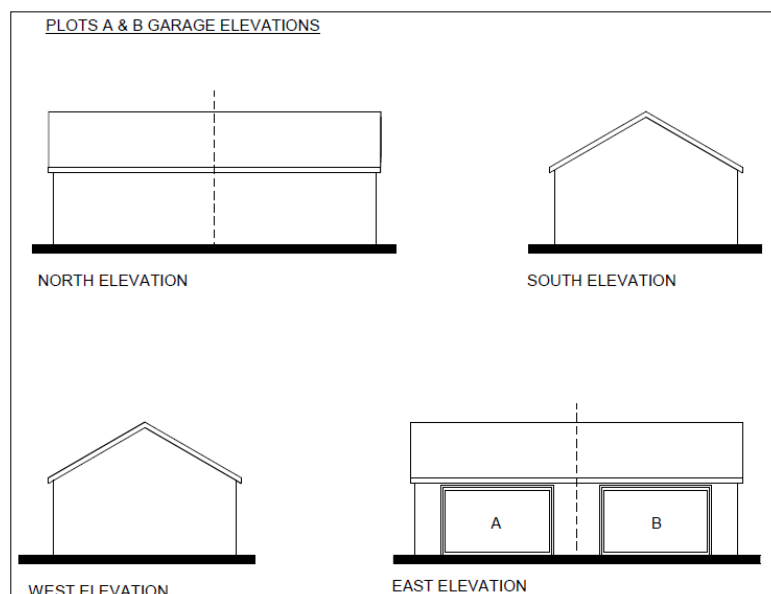 PLOTS A & B GARAGE ELEVATIONS
NORTH ELEVATION
SOUTH ELEVATION
A
B
WEST ELEVATION
EAST ELEVATION